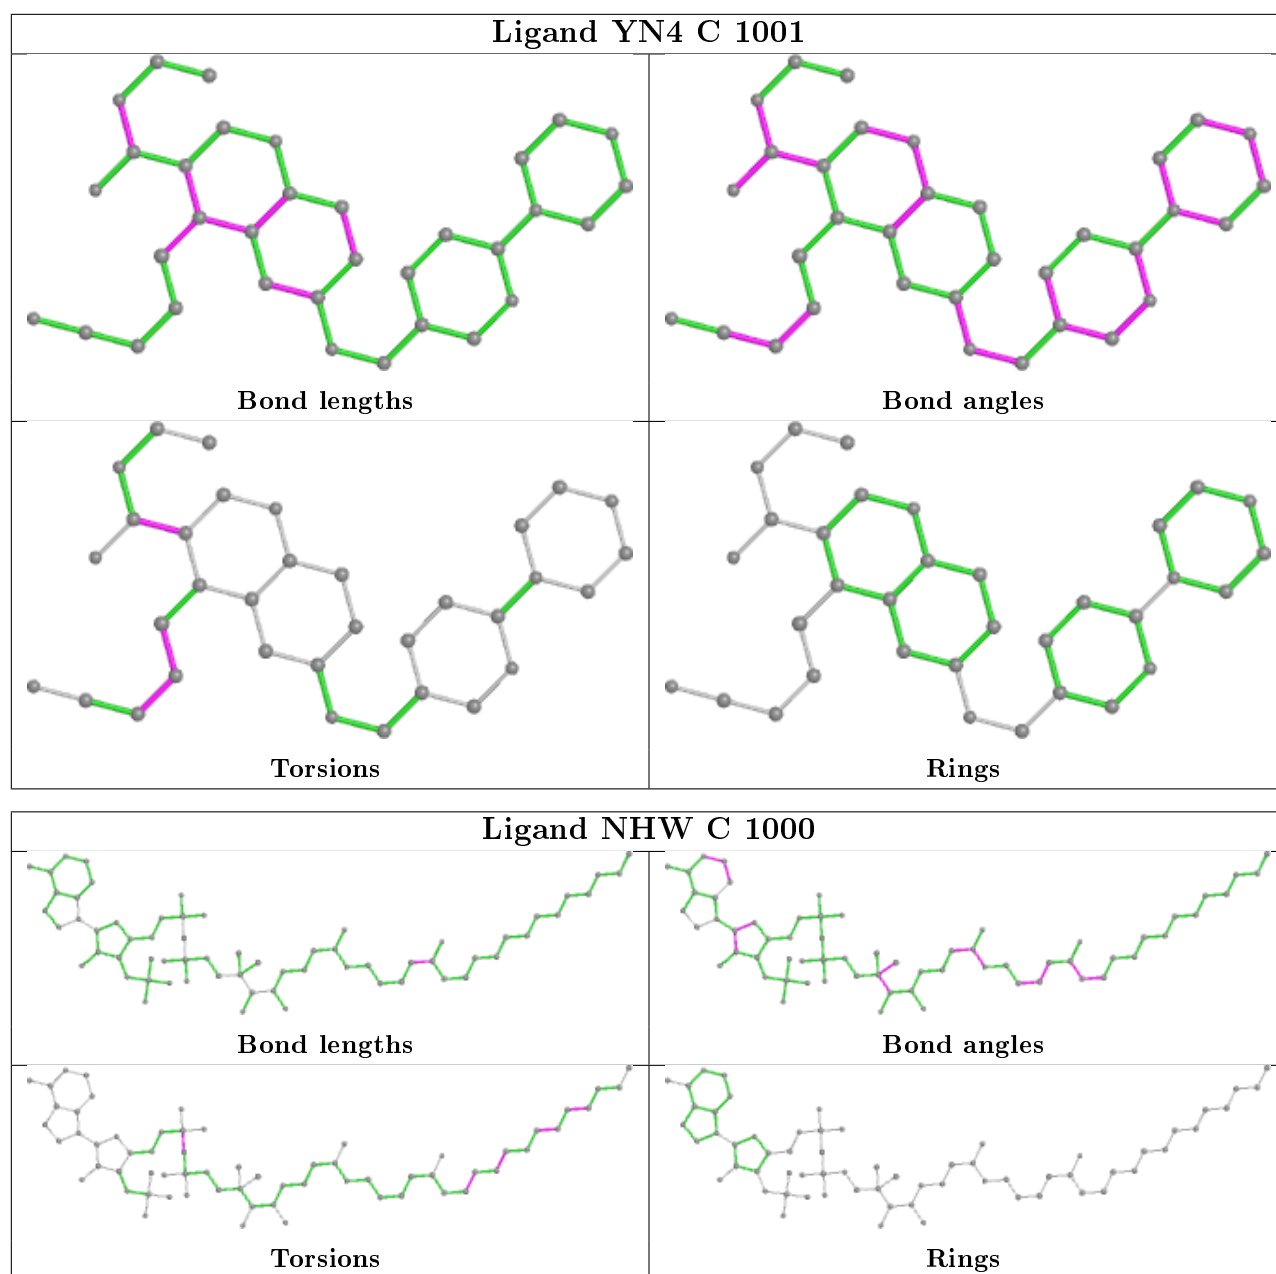 Ligand YN4 C 1001
Bond lengths
Bond angles
Torsions
Rings
Ligand NHW C 1000
Bond lengths
Bond angles
Torsions
Rings